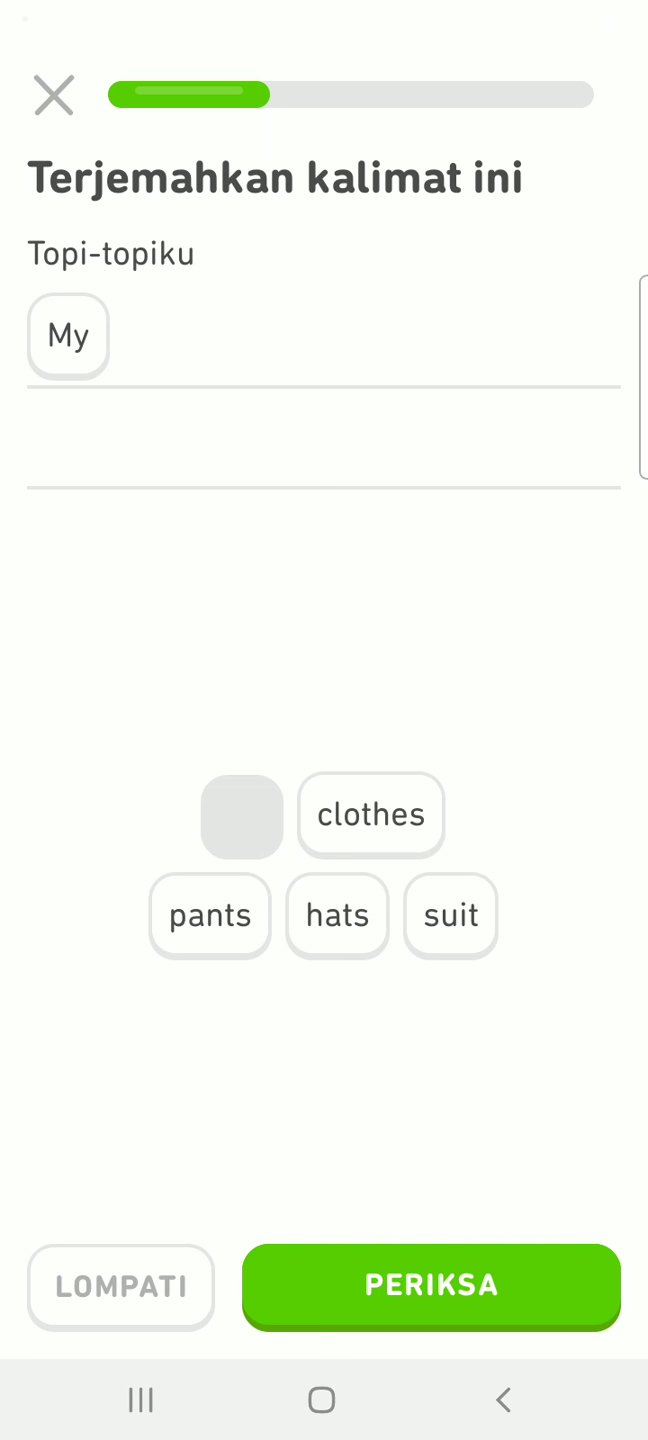 Terjemahkan kalimat ini
Topi-topiku
My
clothes
pants hats suit
LOMPATI PERIKSA